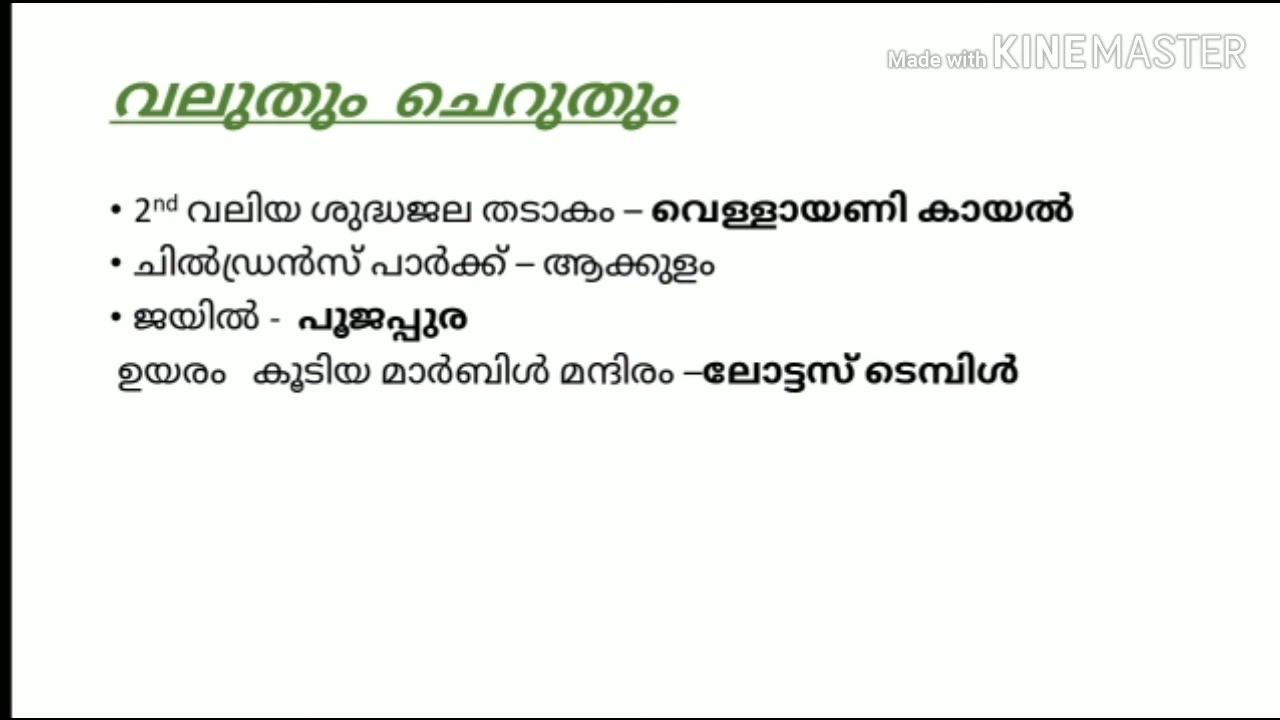 Made with KINEMASTER
വലുതും ചെറുതും
• 2nd വലിയ ശുദ്ധജല തടാകം – വെള്ളായണി കായൽ
• ചിൽഡ്രൻസ് പാർക്ക് – ആക്കുളം
• ജയിൽ - പൂജപ്പുര
ഉയരം കൂടിയ മാർബിൾ മന്ദിരം –ലോട്ടസ് ടെമ്പിൾ